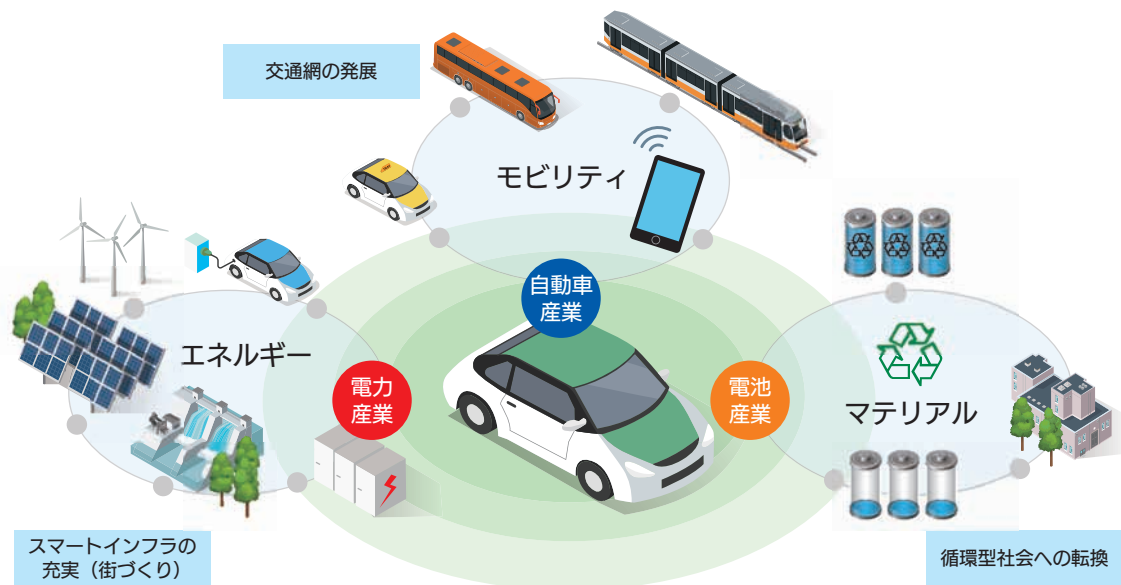 交通網の発展
モビリティ
自動車
産業
エネルギー
電力
産業
電池
産業
マテリアル
スマートインフラの
充実（街づくり）
循環型社会への転換